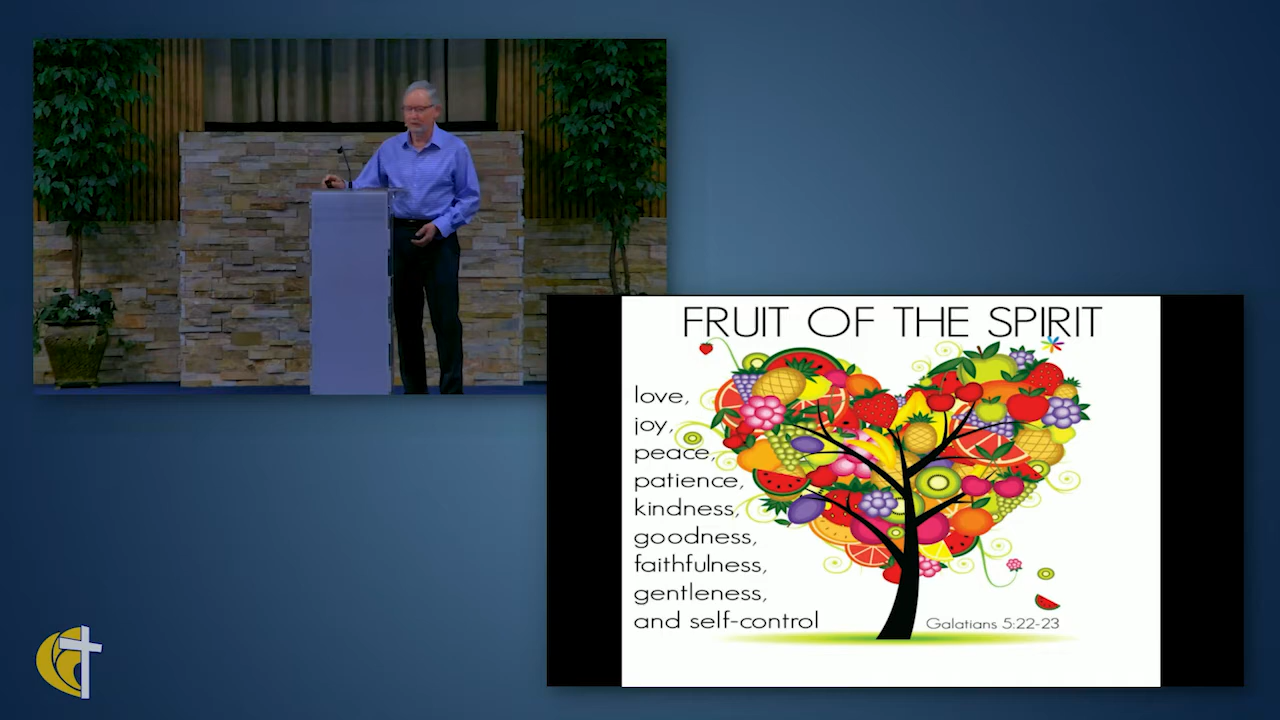 FRUIT OF THE SPIRIT
love,
joy,
peace,
patience,
kindness,
goodness,
faithfulness,
gentleness,
and self-control
Galatians 5:22-23